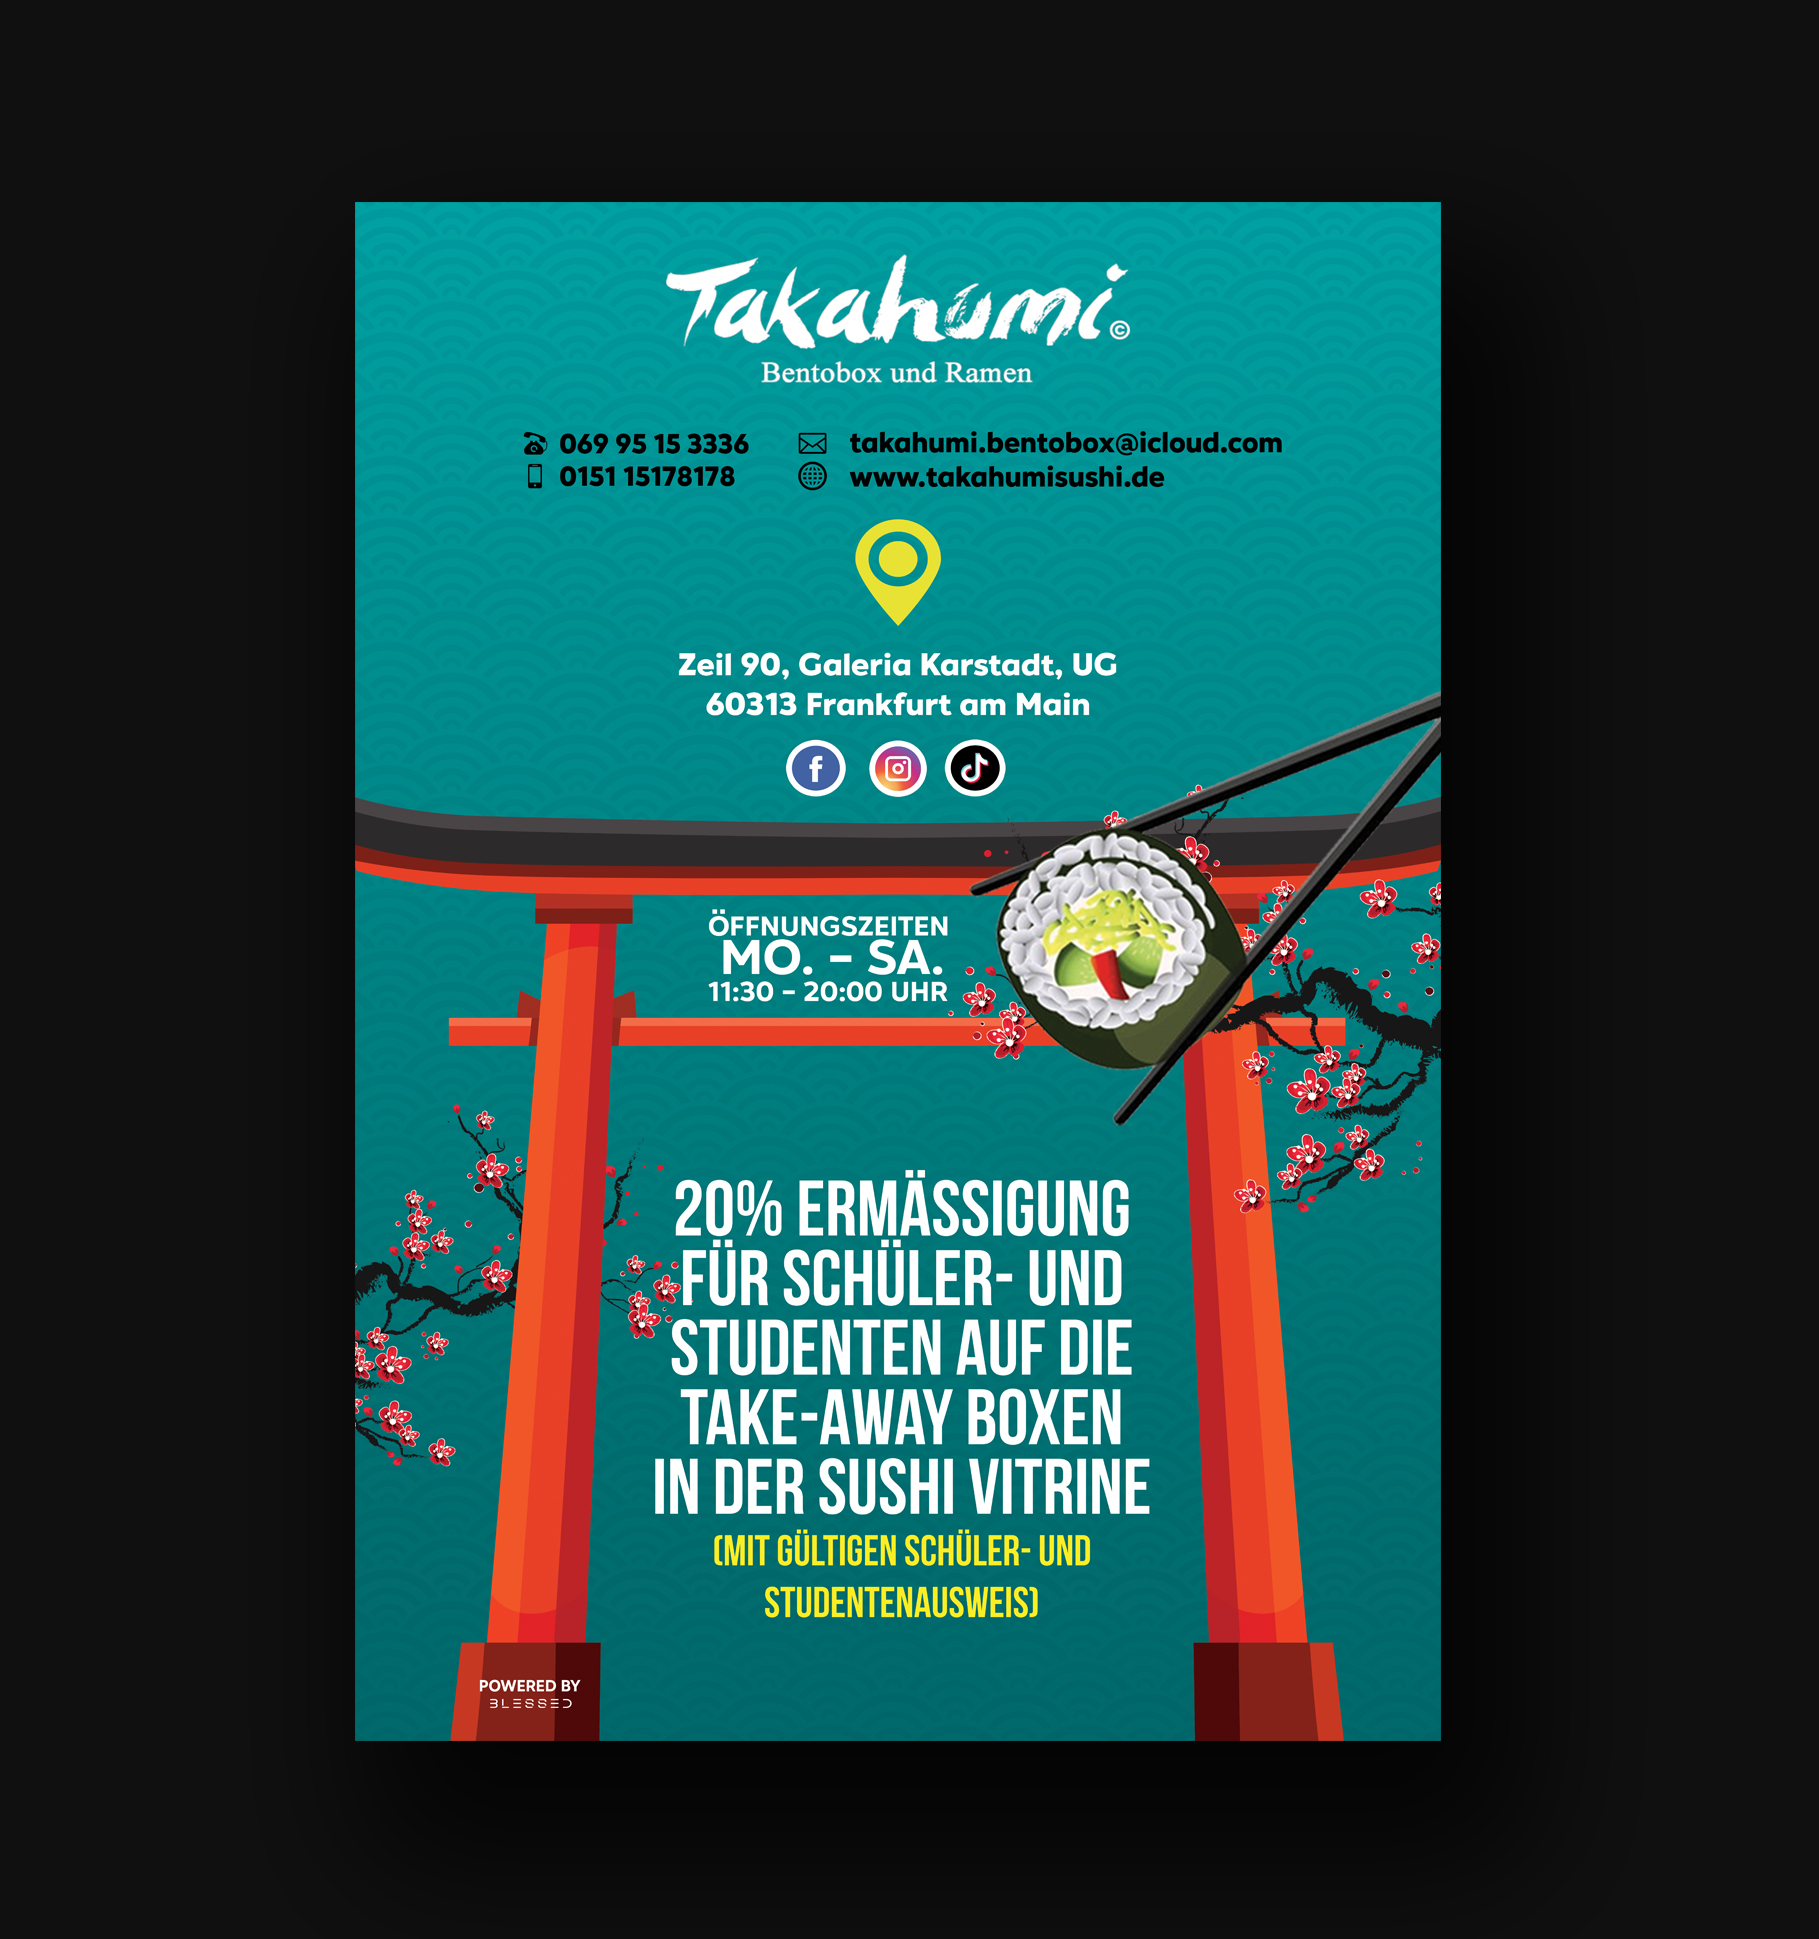 Takahumi ©
Bentobox und Ramen
069 95 15 3336
0151 15178178
takahumi.bentobox@icloud.com
www.takahumisushi.de
Zeil 90, Galeria Karstadt, UG
60313 Frankfurt am Main
ÖFFNUNGSZEITEN
MO. - SA.
11:30 - 20:00 UHR
20% ERMÄSSIGUNG
FÜR SCHÜLER- UND
STUDENTEN AUF DIE
TAKE-AWAY BOXEN
IN DER SUSHI VITRINE
(MIT GÜLTIGEN SCHÜLER- UND
STUDENTENAUSWEIS)
POWERED BY
BLESSED